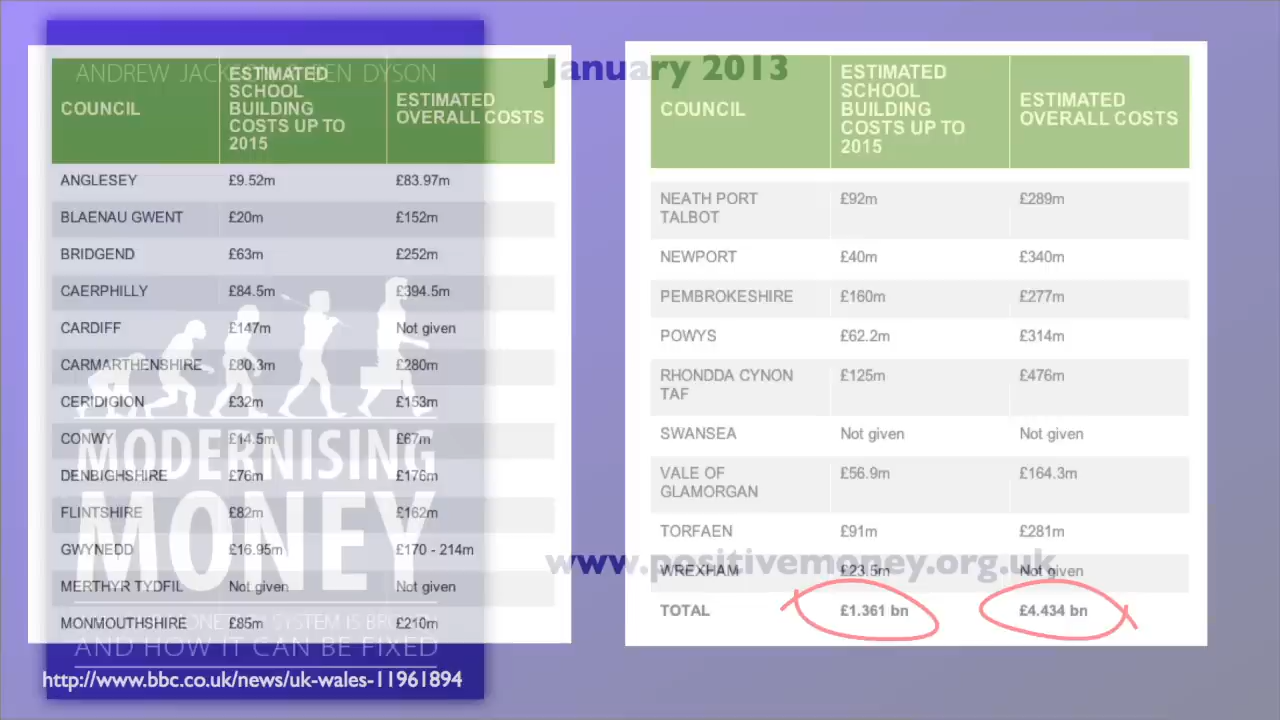 ANDREW JACKSON & BEN DYSON
January 2013
COUNCIL
ESTIMATED
SCHOOL
BUILDING
COSTS UP TO
2015
ESTIMATED
OVERALL COSTS
ANGLESEY £9.52m £83.97m
BLAENAU GWENT £20m £152m
BRIDGEND £63m £252m
CAERPHILLY £84.5m £394.5m
CARDIFF £147m Not given
CARMARTHENSHIRE £80.3m £280m
CERIDIGION £32m £153m
CONWY £14.5m £67m
DENBIGHSHIRE £76m £176m
FLINTSHIRE £82m £162m
GWYNEDD £16.95m £170 - 214m
MERTHYR TYDFIL Not given Not given
MONMOUTHSHIRE £85m £210m
MODERNISING
MONEY
SYSTEM IS
AND HOW IT CAN BE FIXED
http://www.bbc.co.uk/news/uk-wales-11961894
COUNCIL
ESTIMATED
SCHOOL
BUILDING
COSTS UP TO
2015
ESTIMATED
OVERALL COSTS
NEATH PORT £92m £289m
TALBOT
NEWPORT £40m £340m
PEMBROKESHIRE £160m £277m
POWYS £62.2m £314m
RHONDDA CYNON £125m £476m
TAF
SWANSEA Not given Not given
VALE OF £56.9m £164.3m
GLAMORGAN
TORFAEN £91m £281m
WREXHAM £23.5m Not given
TOTAL £1.361 bn £4.434 bn
www.positivemoney.org.uk